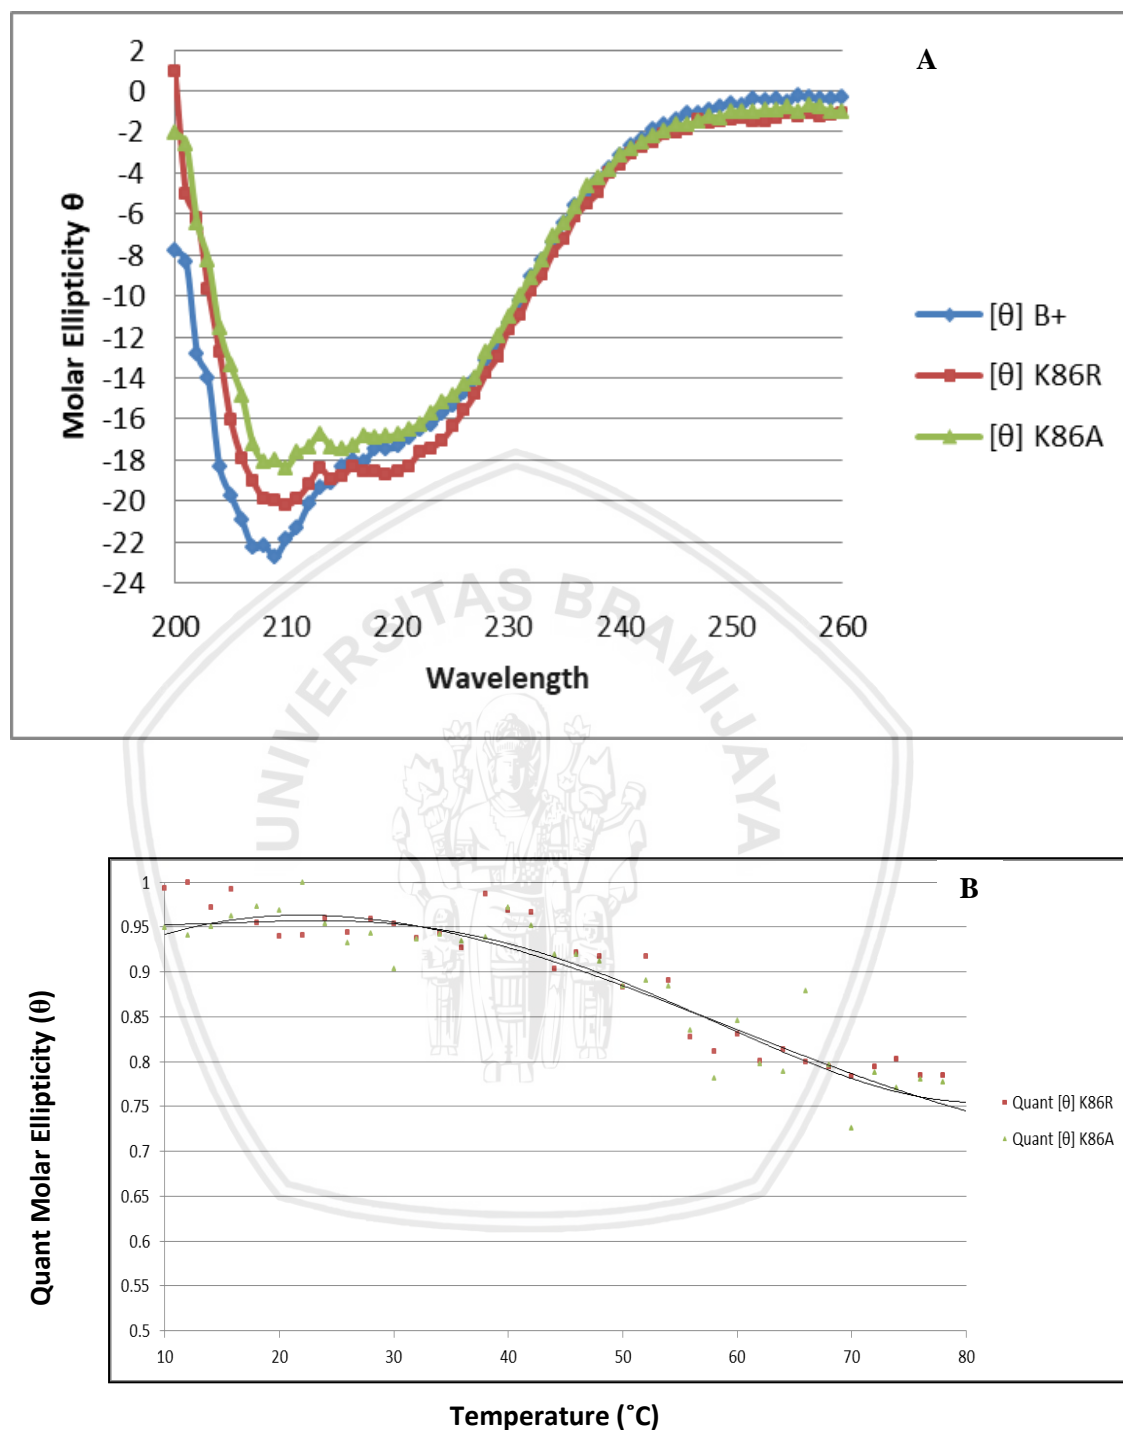 A
2
0
-2
-4
-6
-8
-10
-12
-14
-16
-18
-20
-22
-24
Molar Ellipticity θ
200 210 220 230 240 250 260
Wavelength
[θ] B+
[θ] K86R
[θ] K86A
UNIVERSITAS BRAWIJAYA
B
1
0.95
0.9
0.85
0.8
0.75
0.7
0.65
0.6
0.55
0.5
Quant Molar Ellipticity (θ)
10 20 30 40 50 60 70 80
Temperature (˚C)
Quant [θ] K86R
Quant [θ] K86A